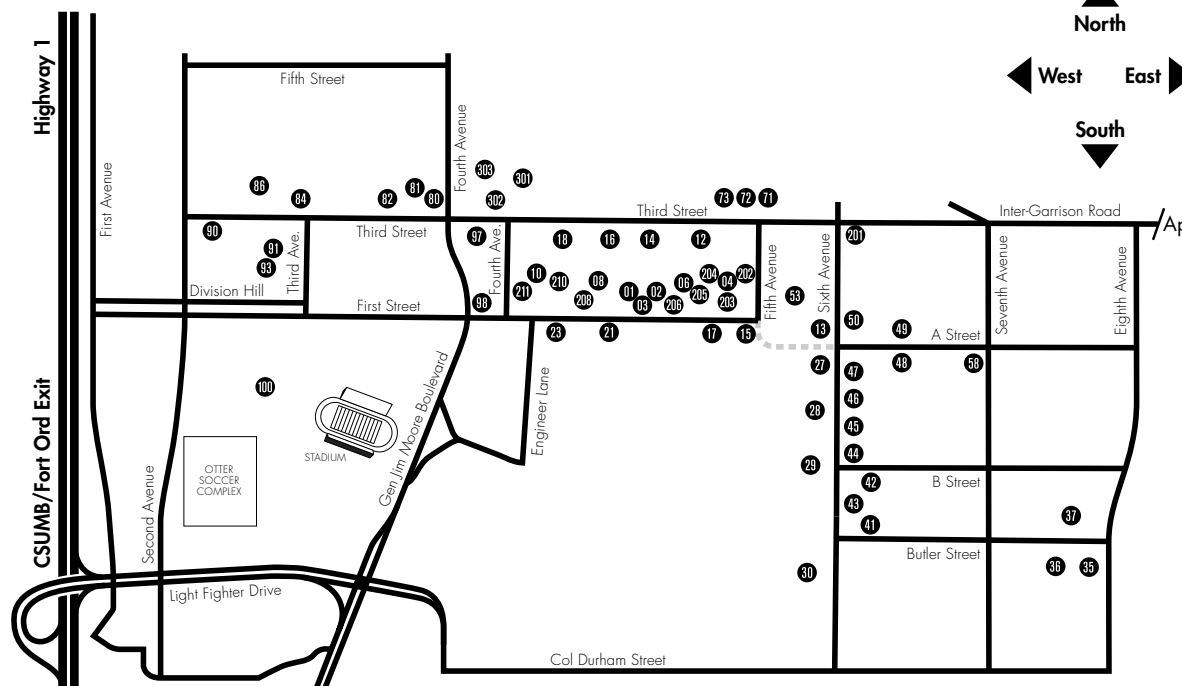 North
West
East
South
Highway 1
CSUMB/Fort Ord Exit
First Avenue
Fifth Street
Fourth Avenue
303
301
302
86
84
82
81
80
73
72
71
Third Street
Inter-Garrison Road
Ap
90
91
93
Third Ave.
Third Street
97
Fourth Ave.
18
16
14
12
Fifth Avenue
Sixth Avenue
201
Seventh Avenue
Eighth Avenue
10
211
210
08
208
01
02
03
06
206
205
204
04
202
203
53
Division Hill
First Street
98
23
21
17
15
13
50
49
A Street
27
47
48
58
28
46
45
44
29
100
STADIUM
OTTER
SOCCER
COMPLEX
Gen Jim Moore Boulevard
Engineer Lane
Second Avenue
42
B Street
43
41
37
Butler Street
30
36
35
Light Fighter Drive
Col Durham Street